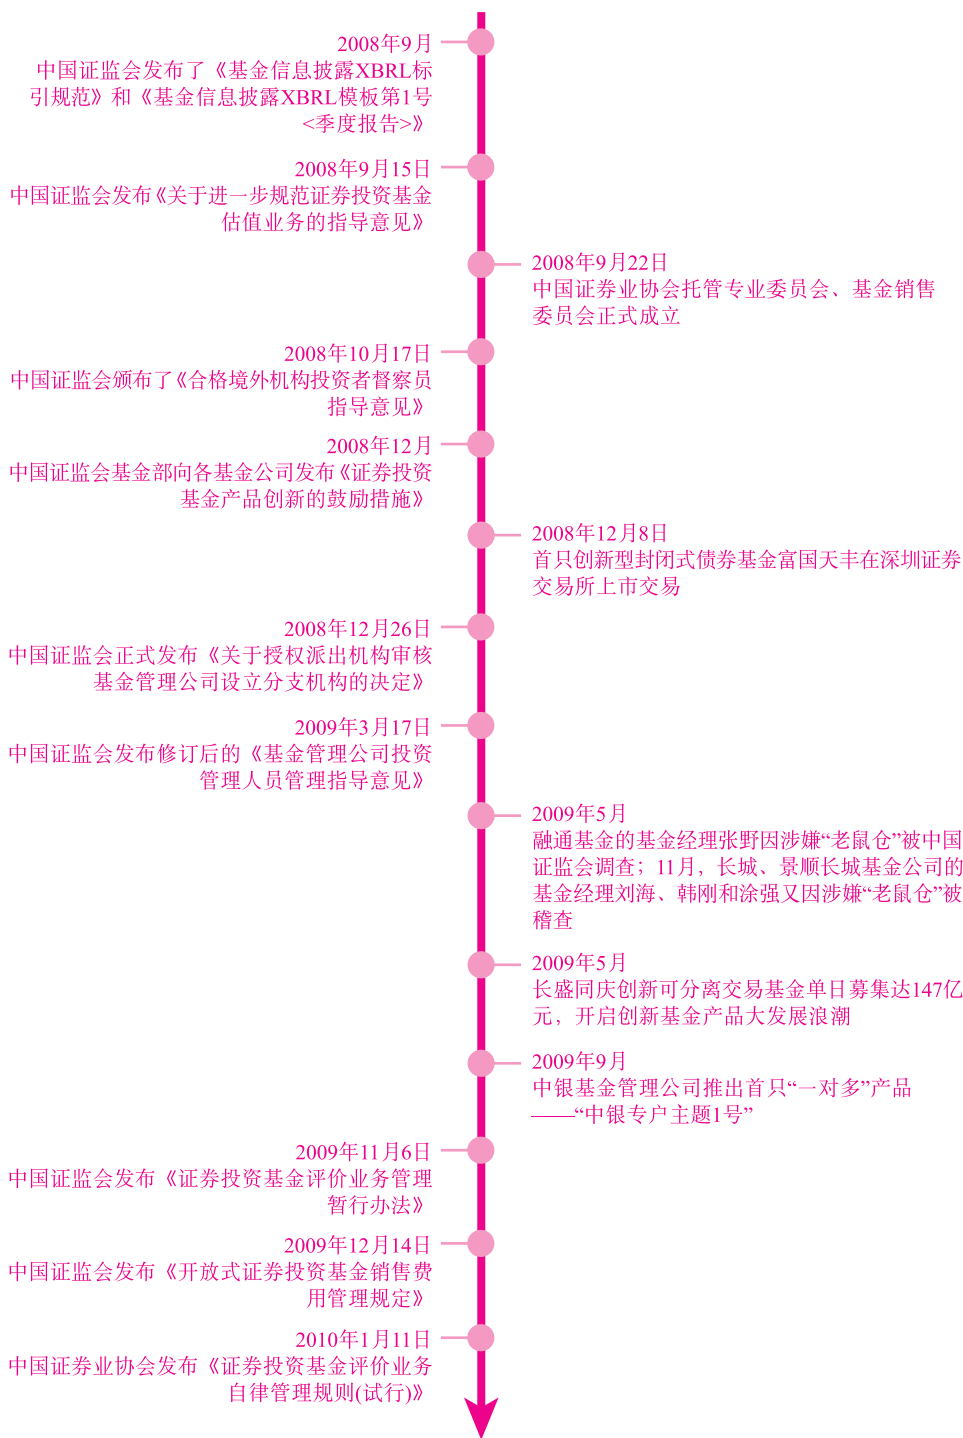 2008年9月
中国证监会发布了《基金信息披露XBRL标
引规范》和《基金信息披露XBRL模板第1号
<季度报告>》
2008年9月15日
中国证监会发布《关于进一步规范证券投资基金
估值业务的指导意见》
2008年9月22日
中国证券业协会托管专业委员会、基金销售
委员会正式成立
2008年10月17日
中国证监会颁布了《合格境外机构投资者督察员
指导意见》
2008年12月
中国证监会基金部向各基金公司发布《证券投资
基金产品创新的鼓励措施》
2008年12月8日
首只创新型封闭式债券基金富国天丰在深圳证券
交易所上市交易
2008年12月26日
中国证监会正式发布《关于授权派出机构审核
基金管理公司设立分支机构的决定》
2009年3月17日
中国证监会发布修订后的《基金管理公司投资
管理人员管理指导意见》
2009年5月
融通基金的基金经理张野因涉嫌“老鼠仓”被中国
证监会调查；11月，长城、景顺长城基金公司的
基金经理刘海、韩刚和涂强又因涉嫌“老鼠仓”被
稽查
2009年5月
长盛同庆创新可分离交易基金单日募集达147亿
元，开启创新基金产品大发展浪潮
2009年9月
中银基金管理公司推出首只“一对多”产品
——“中银专户主题1号”
2009年11月6日
中国证监会发布《证券投资基金评价业务管理
暂行办法》
2009年12月14日
中国证监会发布《开放式证券投资基金销售费
用管理规定》
2010年1月11日
中国证券业协会发布《证券投资基金评价业务
自律管理规则(试行)》